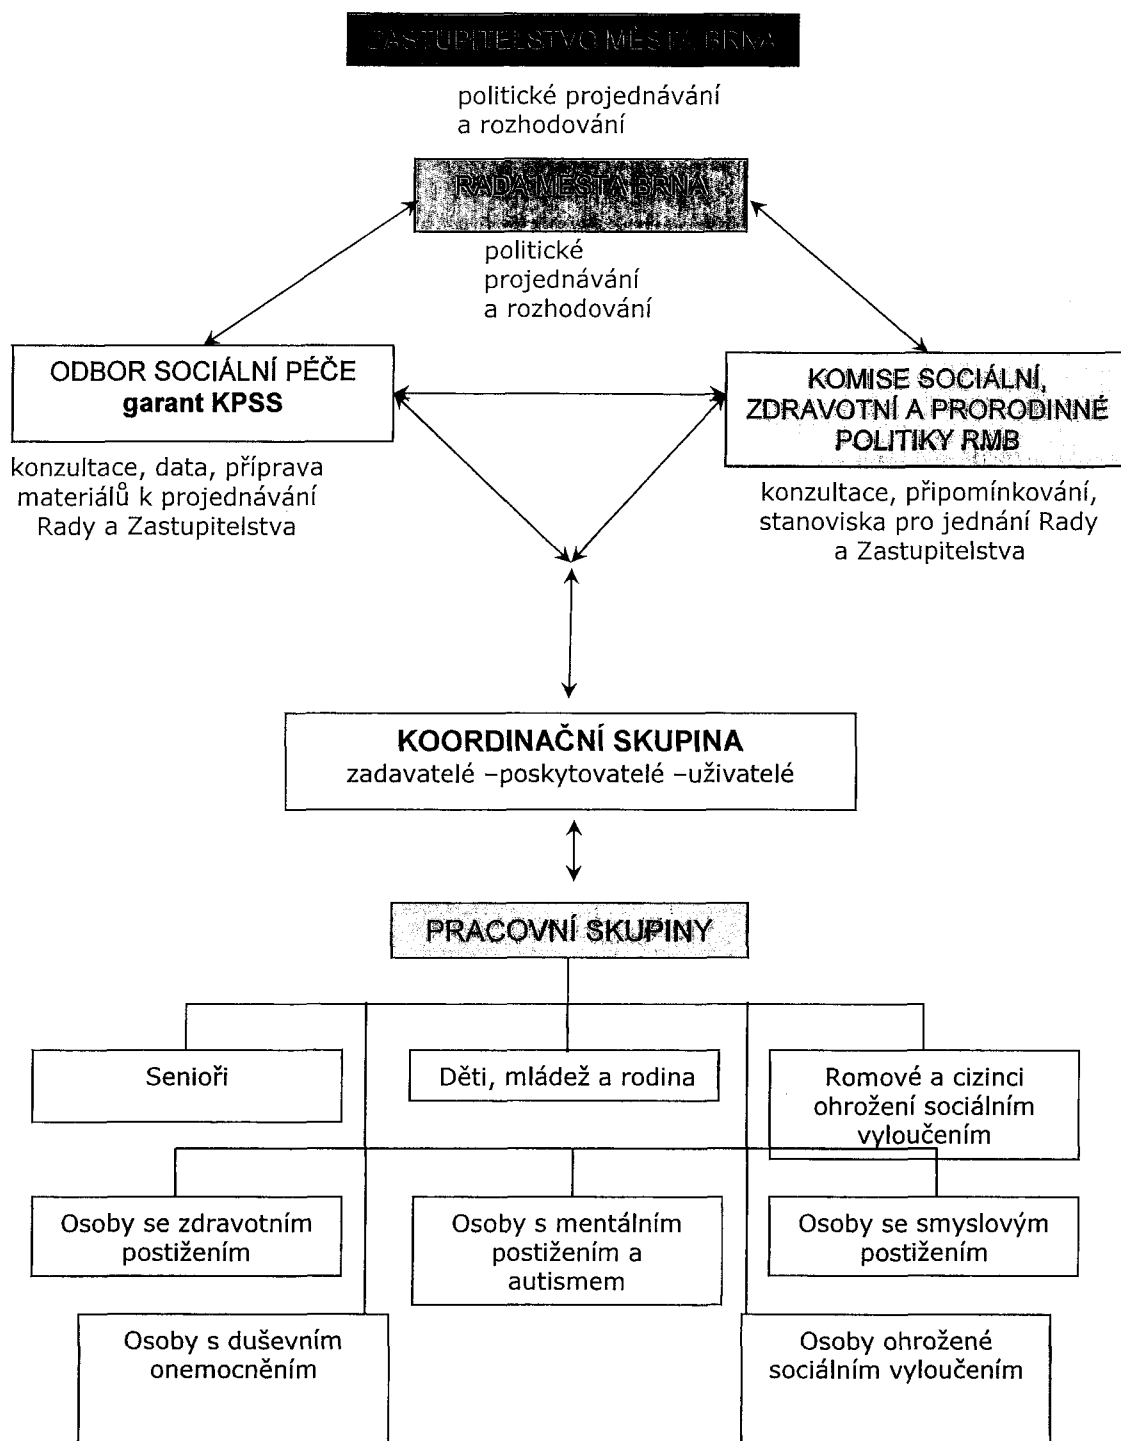 ZASTUPITELSTVO MĚSTA BRNA
politické projednávání
a rozhodování
RADA MĚSTA BRNA
politické
projednávání
a rozhodování
ODBOR SOCIÁLNÍ PÉČE
garant KPSS
konzultace, data, příprava
materiálů k projednávání
Rady a Zastupitelstva
KOMISE SOCIÁLNÍ,
ZDRAVOTNÍ A PRORODINNÉ
POLITIKY RMB
konzultace, připomínkování,
stanoviska pro jednání Rady
a Zastupitelstva
KOORDINAČNÍ SKUPINA
zadavatelé –poskytovatelé –uživatelé
PRACOVNÍ SKUPINY
Senioři
Děti, mládež a rodina
Romové a cizinci
ohrožení sociálním
vyloučením
Osoby se zdravotním
postižením
Osoby s mentálním
postižením a
autismem
Osoby se smyslovým
postižením
Osoby s duševním
onemocněním
Osoby ohrožené
sociálním vyloučením